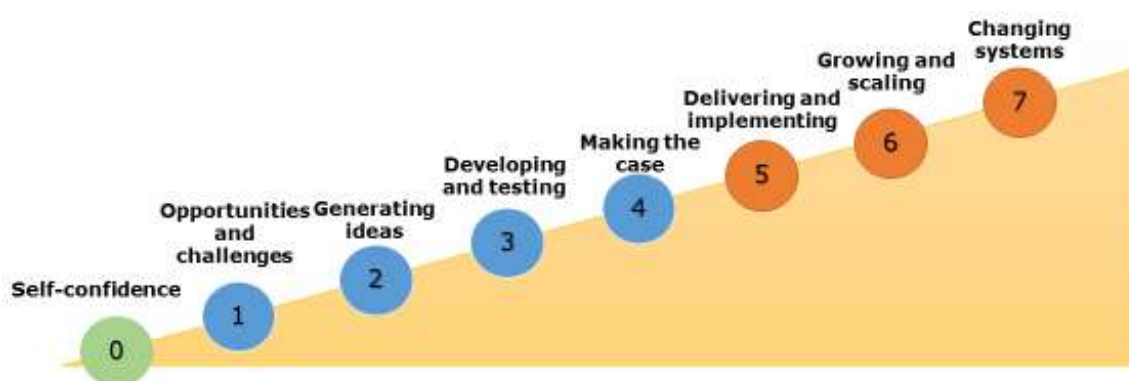 Self-confidence
0
Opportunities
and
challenges
1
Generating
ideas
2
Developing
and testing
3
Making the
case
4
Delivering and
implementing
5
Growing and
scaling
6
Changing
systems
7